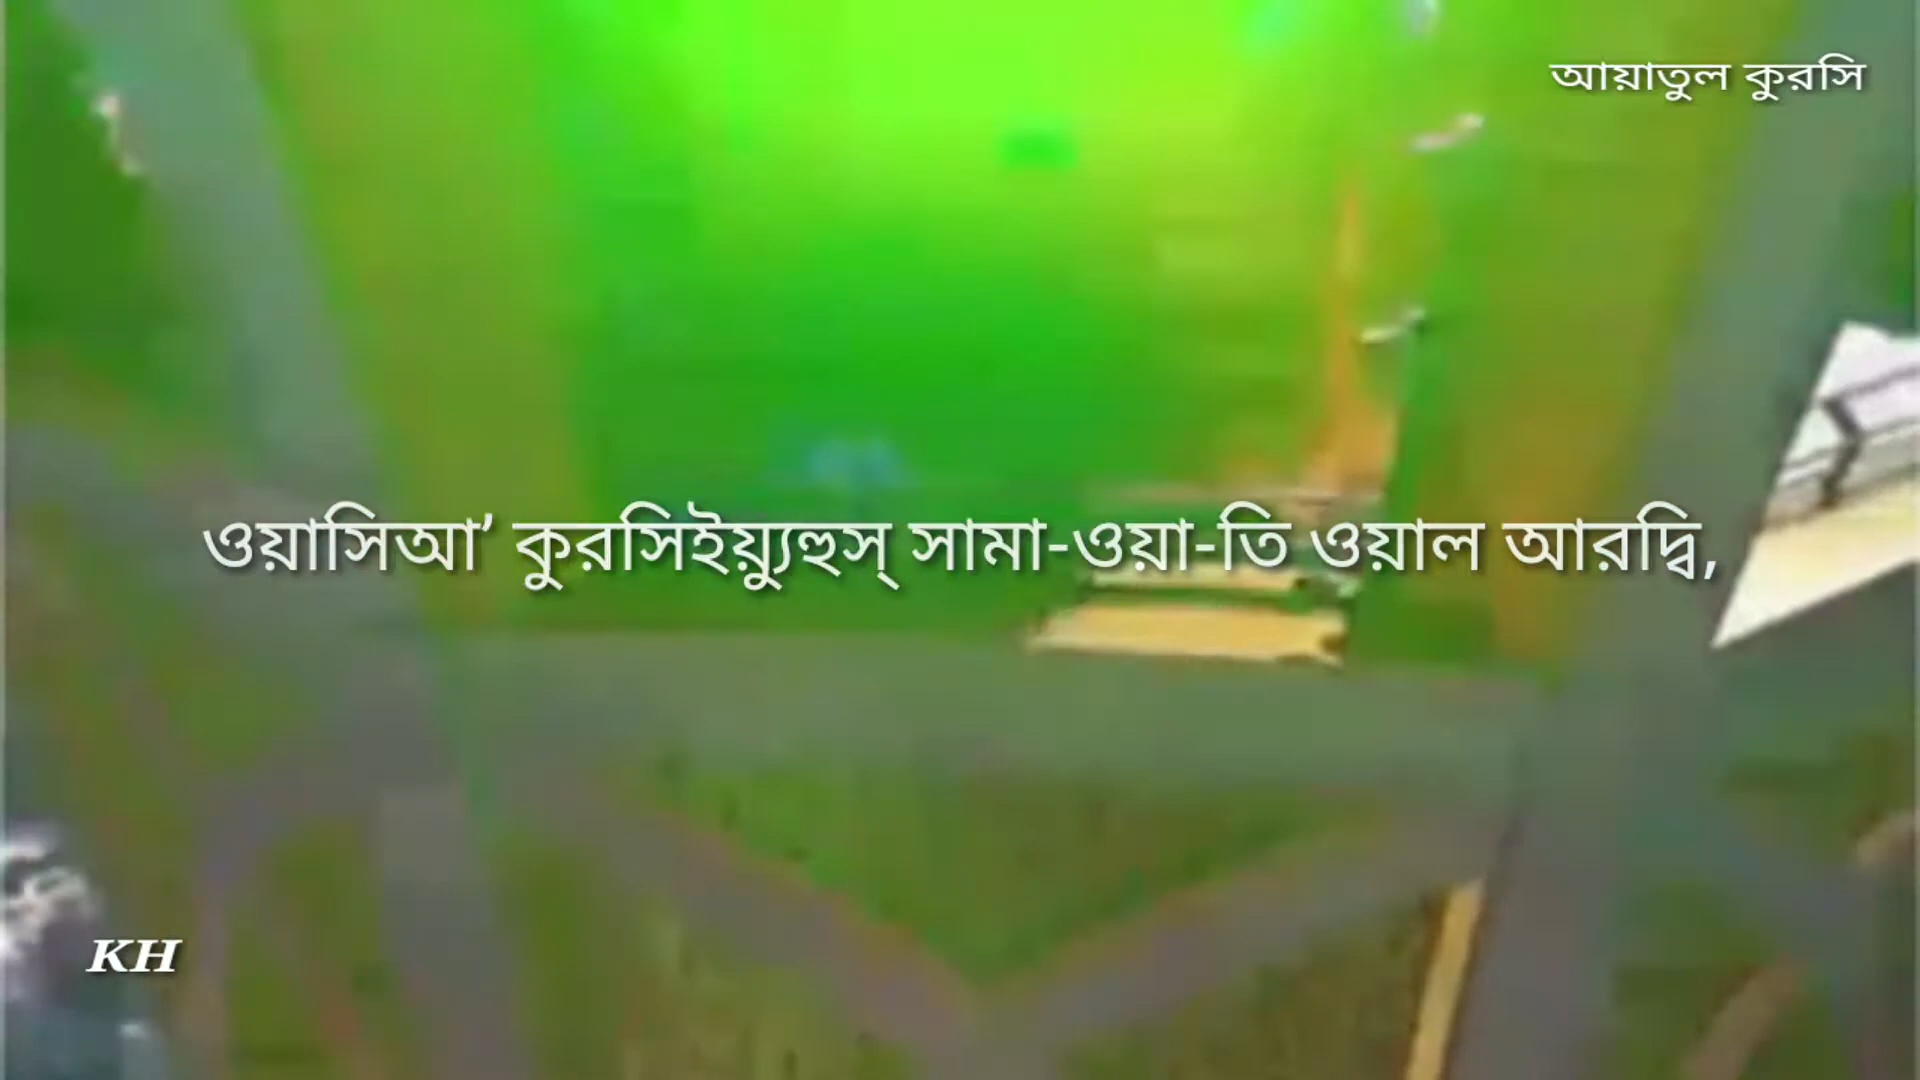 আয়াতুল কুরসি
ওয়াসিআ’ কুরসিইয়্যুহুস্ সামা-ওয়া-তি ওয়াল আরদ্বি,
KH